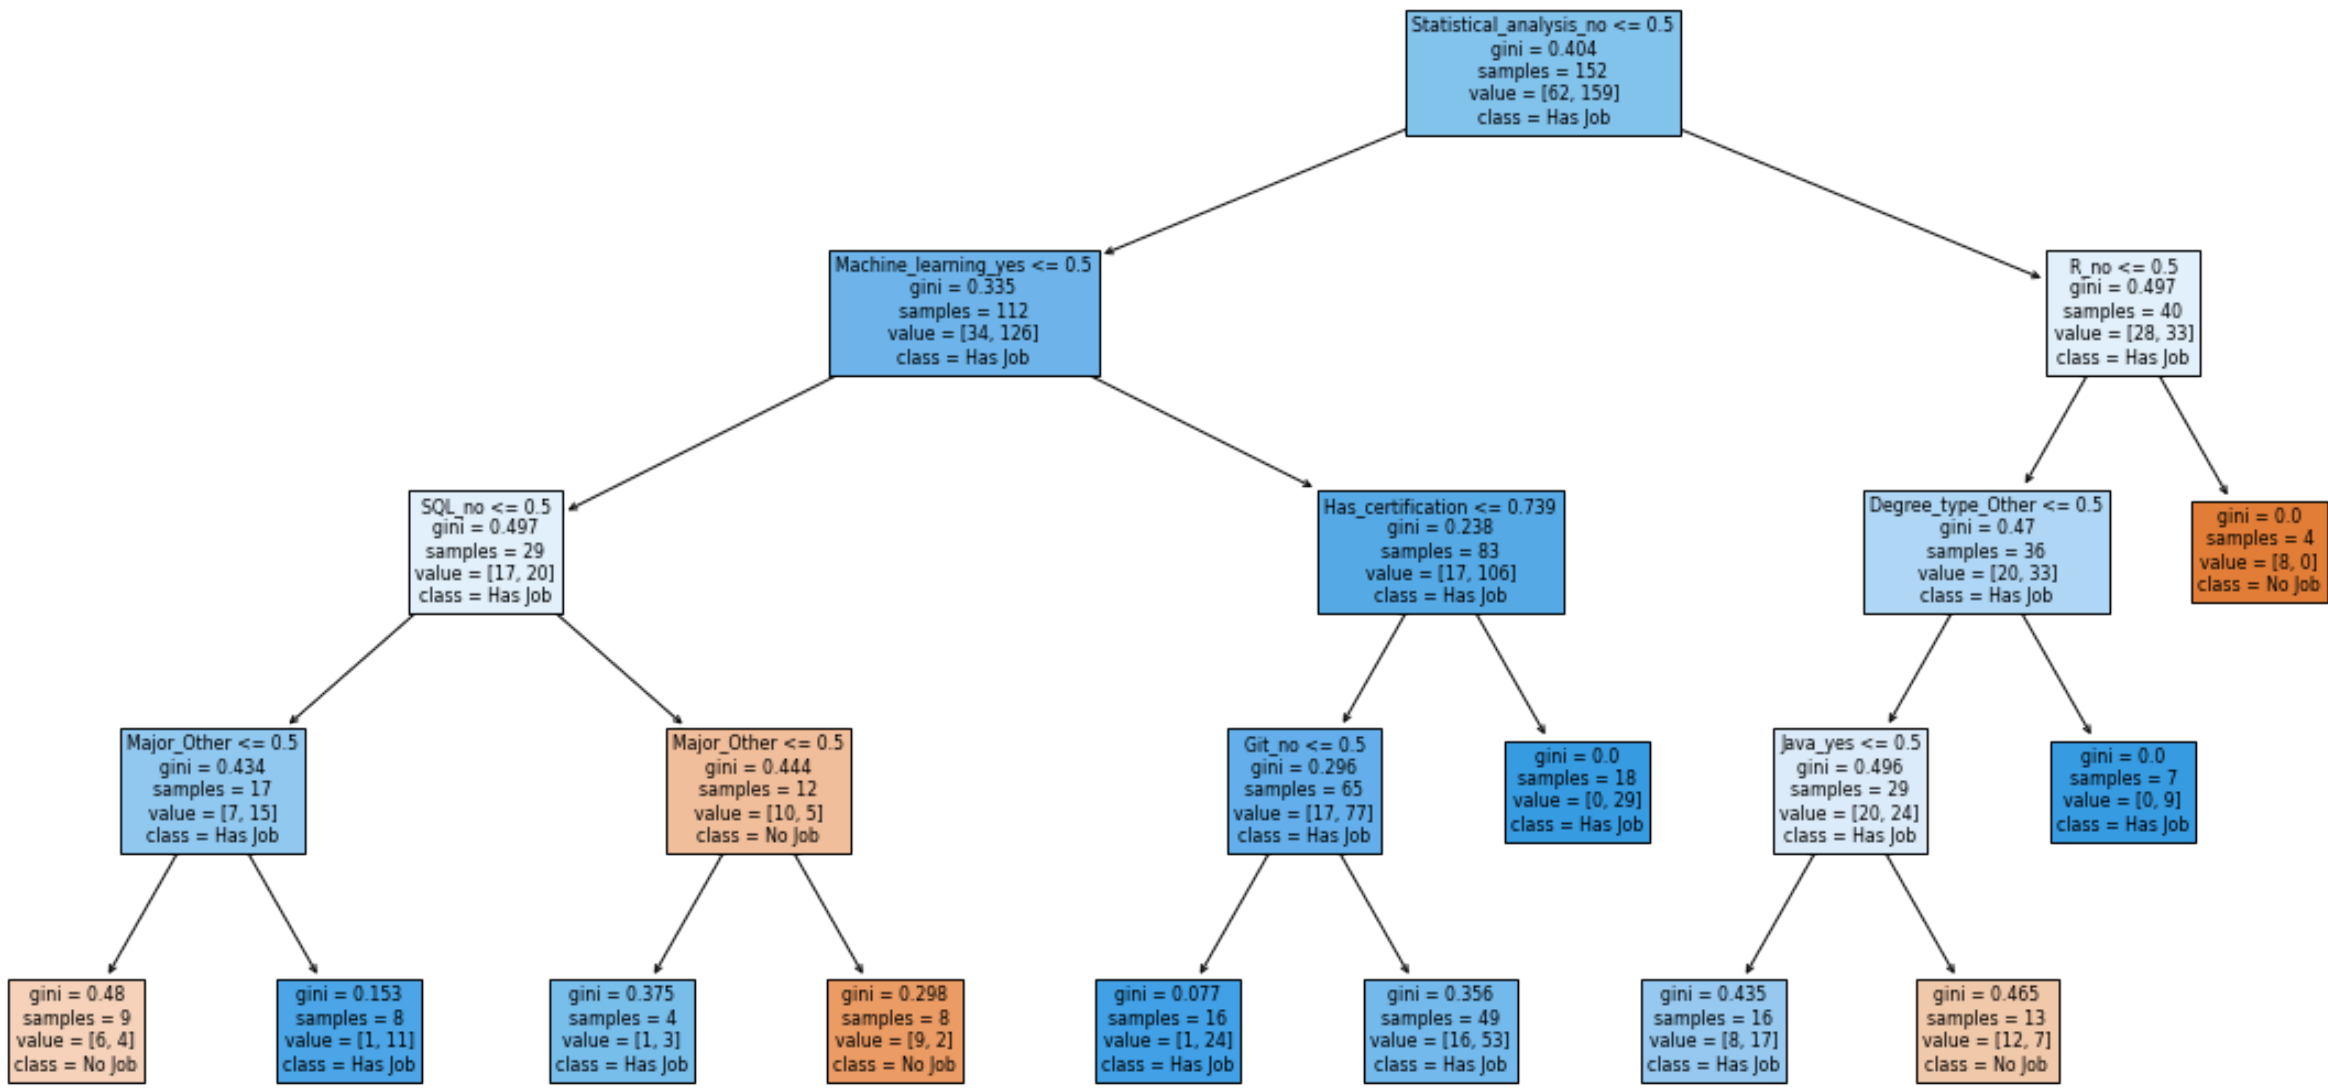 Statistical_analysis_no <= 0.5
gini = 0.404
samples = 152
value = [62, 159]
class = Has Job
Machine_learning_yes <= 0.5
gini = 0.335
samples = 112
value = [34, 126]
class = Has Job
R_no <= 0.5
gini = 0.497
samples = 40
value = [28, 33]
class = Has Job
SQL_no <= 0.5
gini = 0.497
samples = 29
value = [17, 20]
class = Has Job
Has_certification <= 0.739
gini = 0.238
samples = 83
value = [17, 106]
class = Has Job
Degree_type_Other <= 0.5
gini = 0.47
samples = 36
value = [20, 33]
class = Has Job
gini = 0.0
samples = 4
value = [8, 0]
class = No Job
Major_Other <= 0.5
gini = 0.434
samples = 17
value = [7, 15]
class = Has Job
Major_Other <= 0.5
gini = 0.444
samples = 12
value = [10, 5]
class = No Job
Git_no <= 0.5
gini = 0.296
samples = 65
value = [17, 77]
class = Has Job
gini = 0.0
samples = 18
value = [0, 29]
class = Has Job
Java_yes <= 0.5
gini = 0.496
samples = 29
value = [20, 24]
class = Has Job
gini = 0.0
samples = 7
value = [0, 9]
class = Has Job
gini = 0.48
samples = 9
value = [6, 4]
class = No Job
gini = 0.153
samples = 8
value = [1, 11]
class = Has Job
gini = 0.375
samples = 4
value = [1, 3]
class = Has Job
gini = 0.298
samples = 8
value = [9, 2]
class = No Job
gini = 0.077
samples = 16
value = [1, 24]
class = Has Job
gini = 0.356
samples = 49
value = [16, 53]
class = Has Job
gini = 0.435
samples = 16
value = [8, 17]
class = Has Job
gini = 0.465
samples = 13
value = [12, 7]
class = No Job